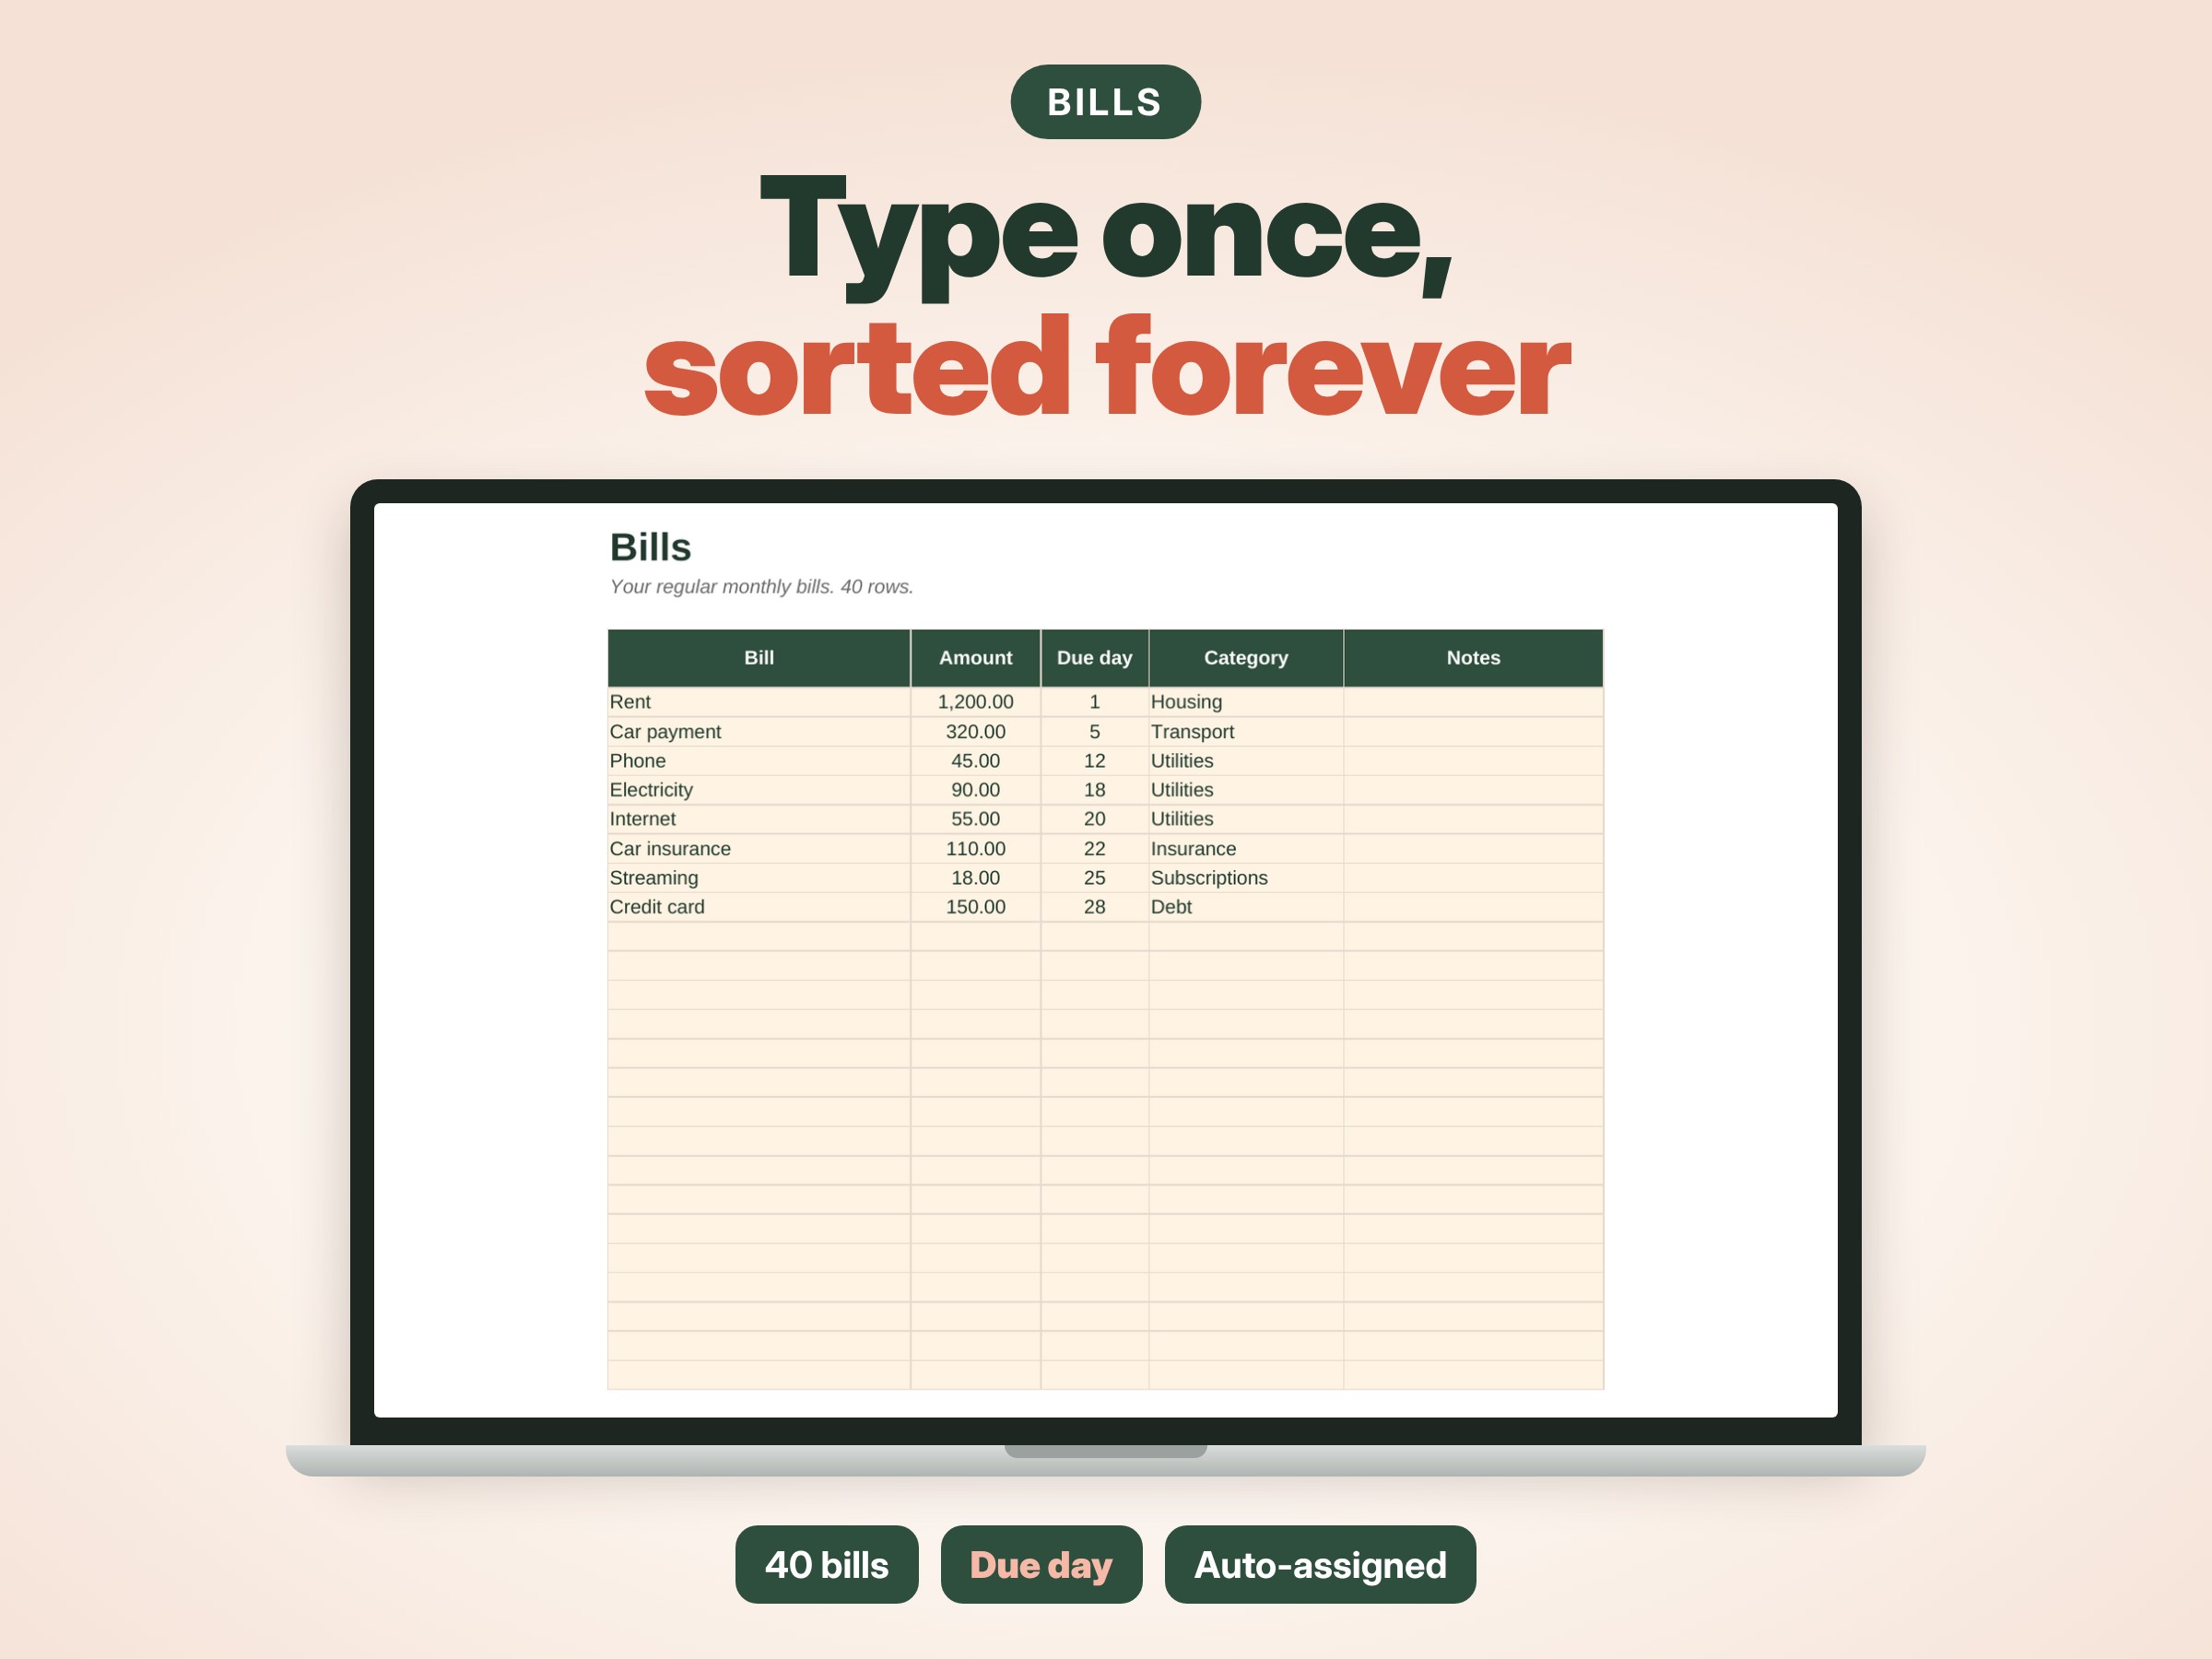 BILLS
Type once,
sorted forever
Bills
Your regular monthly bills. 40 rows.
Bill Amount Due day Category Notes
Rent 1,200.00 1 Housing
Car payment 320.00 5 Transport
Phone 45.00 12 Utilities
Electricity 90.00 18 Utilities
Internet 55.00 20 Utilities
Car insurance 110.00 22 Insurance
Streaming 18.00 25 Subscriptions
Credit card 150.00 28 Debt
40 bills Due day Auto-assigned